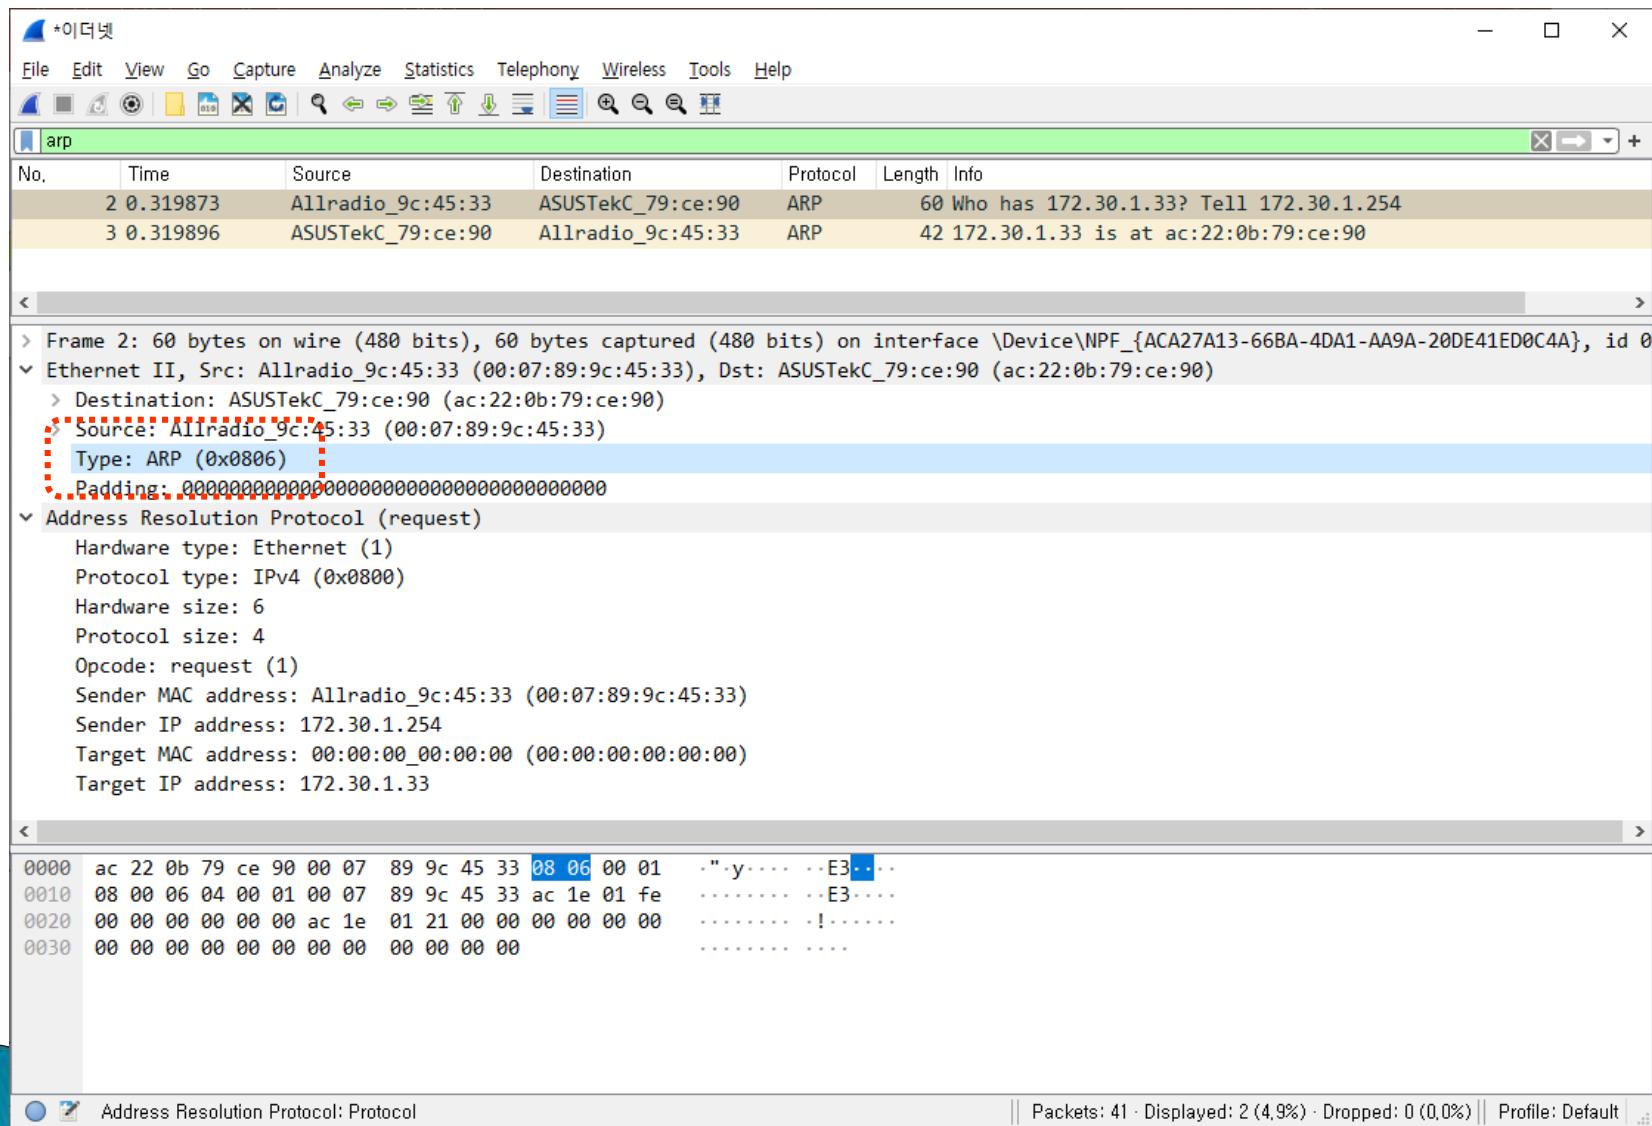 *이더넷
File Edit View Go Capture Analyze Statistics Telephony Wireless Tools Help
arp
No. Time Source Destination Protocol Length Info
2 0.319873 Allradio_9c:45:33 ASUSTekC_79:ce:90 ARP 60 Who has 172.30.1.33? Tell 172.30.1.254
3 0.319896 ASUSTekC_79:ce:90 Allradio_9c:45:33 ARP 42 172.30.1.33 is at ac:22:0b:79:ce:90
Frame 2: 60 bytes on wire (480 bits), 60 bytes captured (480 bits) on interface \Device\NPF_{ACA27A13-66BA-4DA1-AA9A-20DE41ED0C4A}, id 0
Ethernet II, Src: Allradio_9c:45:33 (00:07:89:9c:45:33), Dst: ASUSTekC_79:ce:90 (ac:22:0b:79:ce:90)
Destination: ASUSTekC_79:ce:90 (ac:22:0b:79:ce:90)
Source: Allradio_9c:45:33 (00:07:89:9c:45:33)
Type: ARP (0x0806)
Padding: 000000000000000000000000000000000000
Address Resolution Protocol (request)
Hardware type: Ethernet (1)
Protocol type: IPv4 (0x0800)
Hardware size: 6
Protocol size: 4
Opcode: request (1)
Sender MAC address: Allradio_9c:45:33 (00:07:89:9c:45:33)
Sender IP address: 172.30.1.254
Target MAC address: 00:00:00_00:00:00 (00:00:00:00:00:00)
Target IP address: 172.30.1.33
0000 ac 22 0b 79 ce 90 00 07 89 9c 45 33 08 06 00 01 ·"·y···· ··E3····
0010 08 00 06 04 00 01 00 07 89 9c 45 33 ac 1e 01 fe ········ ··E3····
0020 00 00 00 00 00 00 ac 1e 01 21 00 00 00 00 00 00 ········ ·!······
0030 00 00 00 00 00 00 00 00 00 00 00 00 ········ ····
Address Resolution Protocol: Protocol Packets: 41 · Displayed: 2 (4.9%) · Dropped: 0 (0.0%) Profile: Default